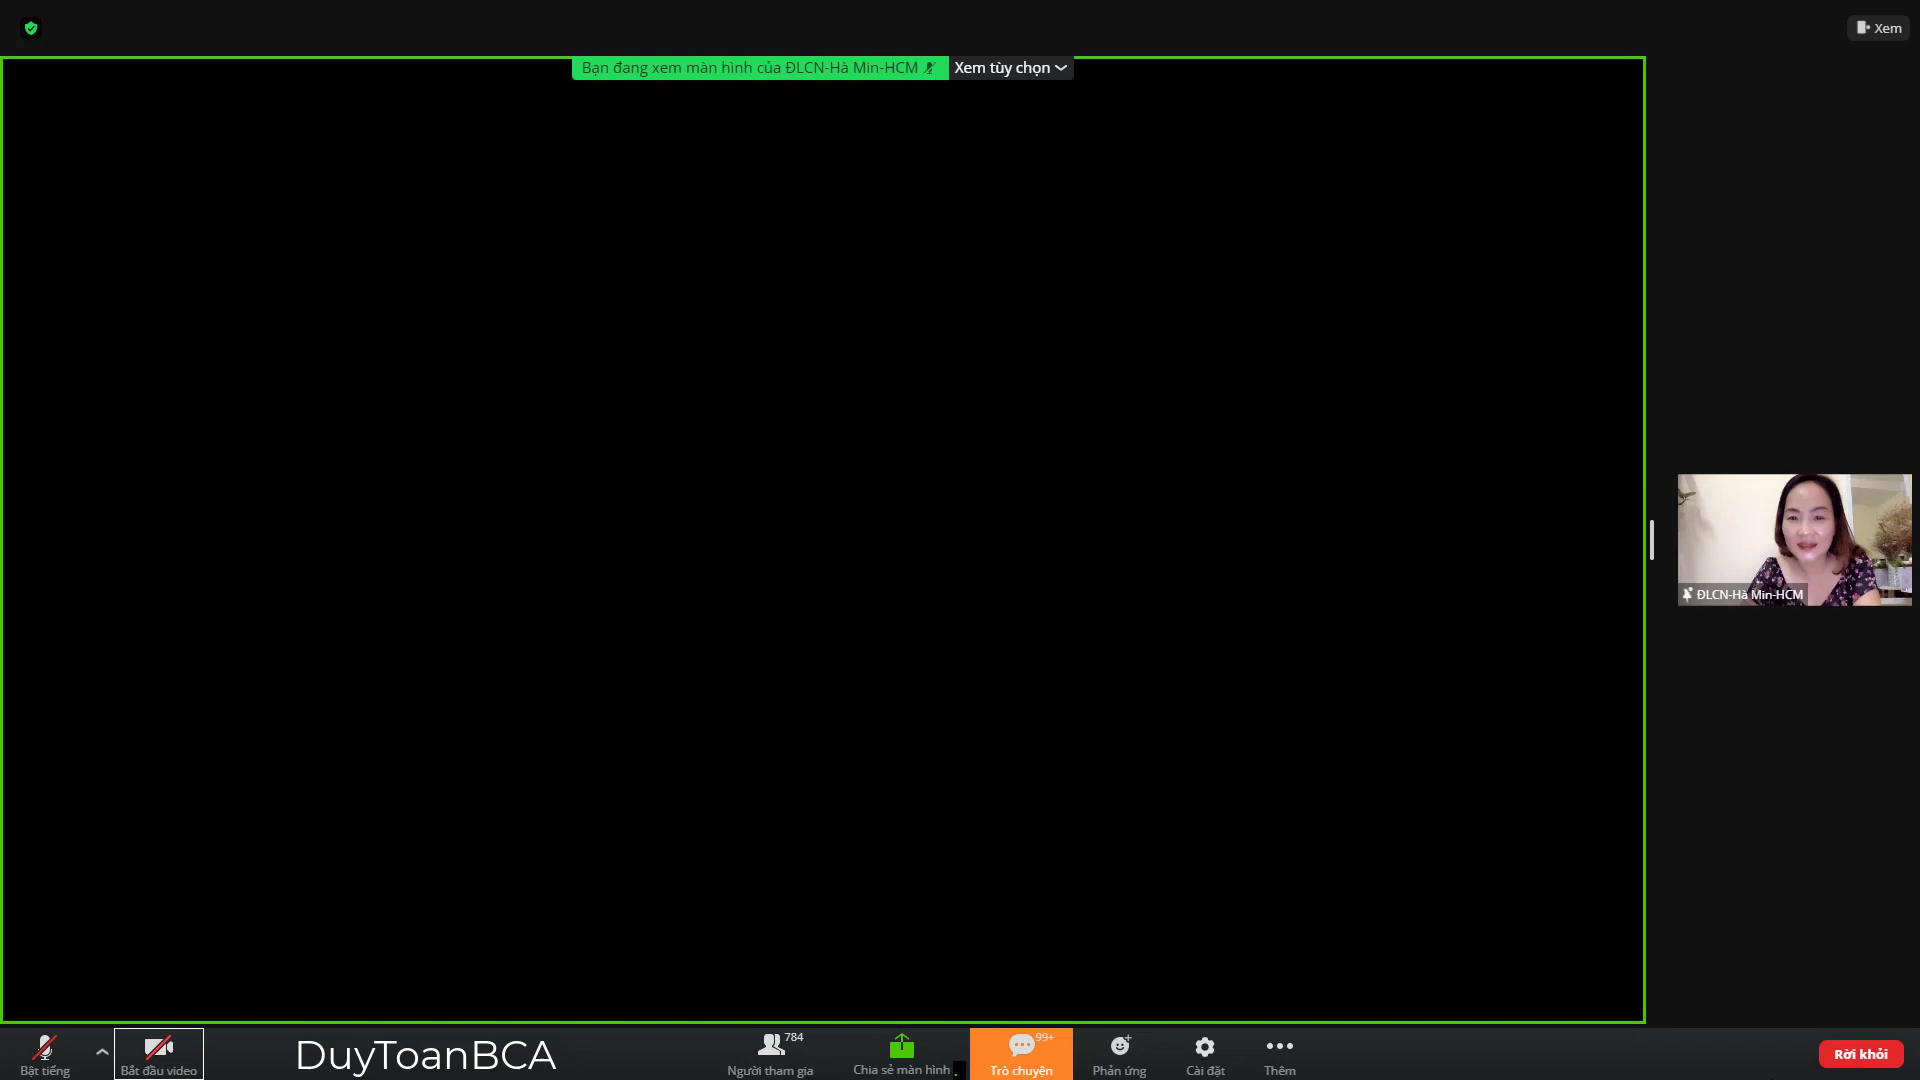 Xem
Bạn đang xem màn hình của ĐLCN-Hà Min-HCM
Xem tùy chọn
ĐLCN-Hà Min-HCM
Bật tiếng
Bắt đầu video
DuyToanBCA
784
Người tham gia
Chia sẻ màn hình
99+
Trò chuyện
Phản ứng
Cài đặt
Thêm
Rời khỏi